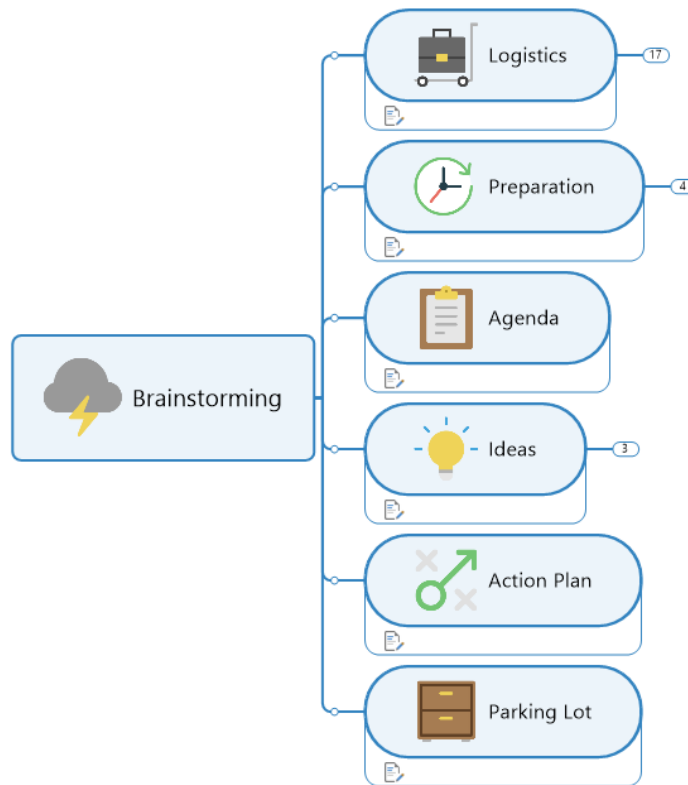 Logistics
17
Preparation
4
Agenda
Brainstorming
Ideas
3
Action Plan
Parking Lot